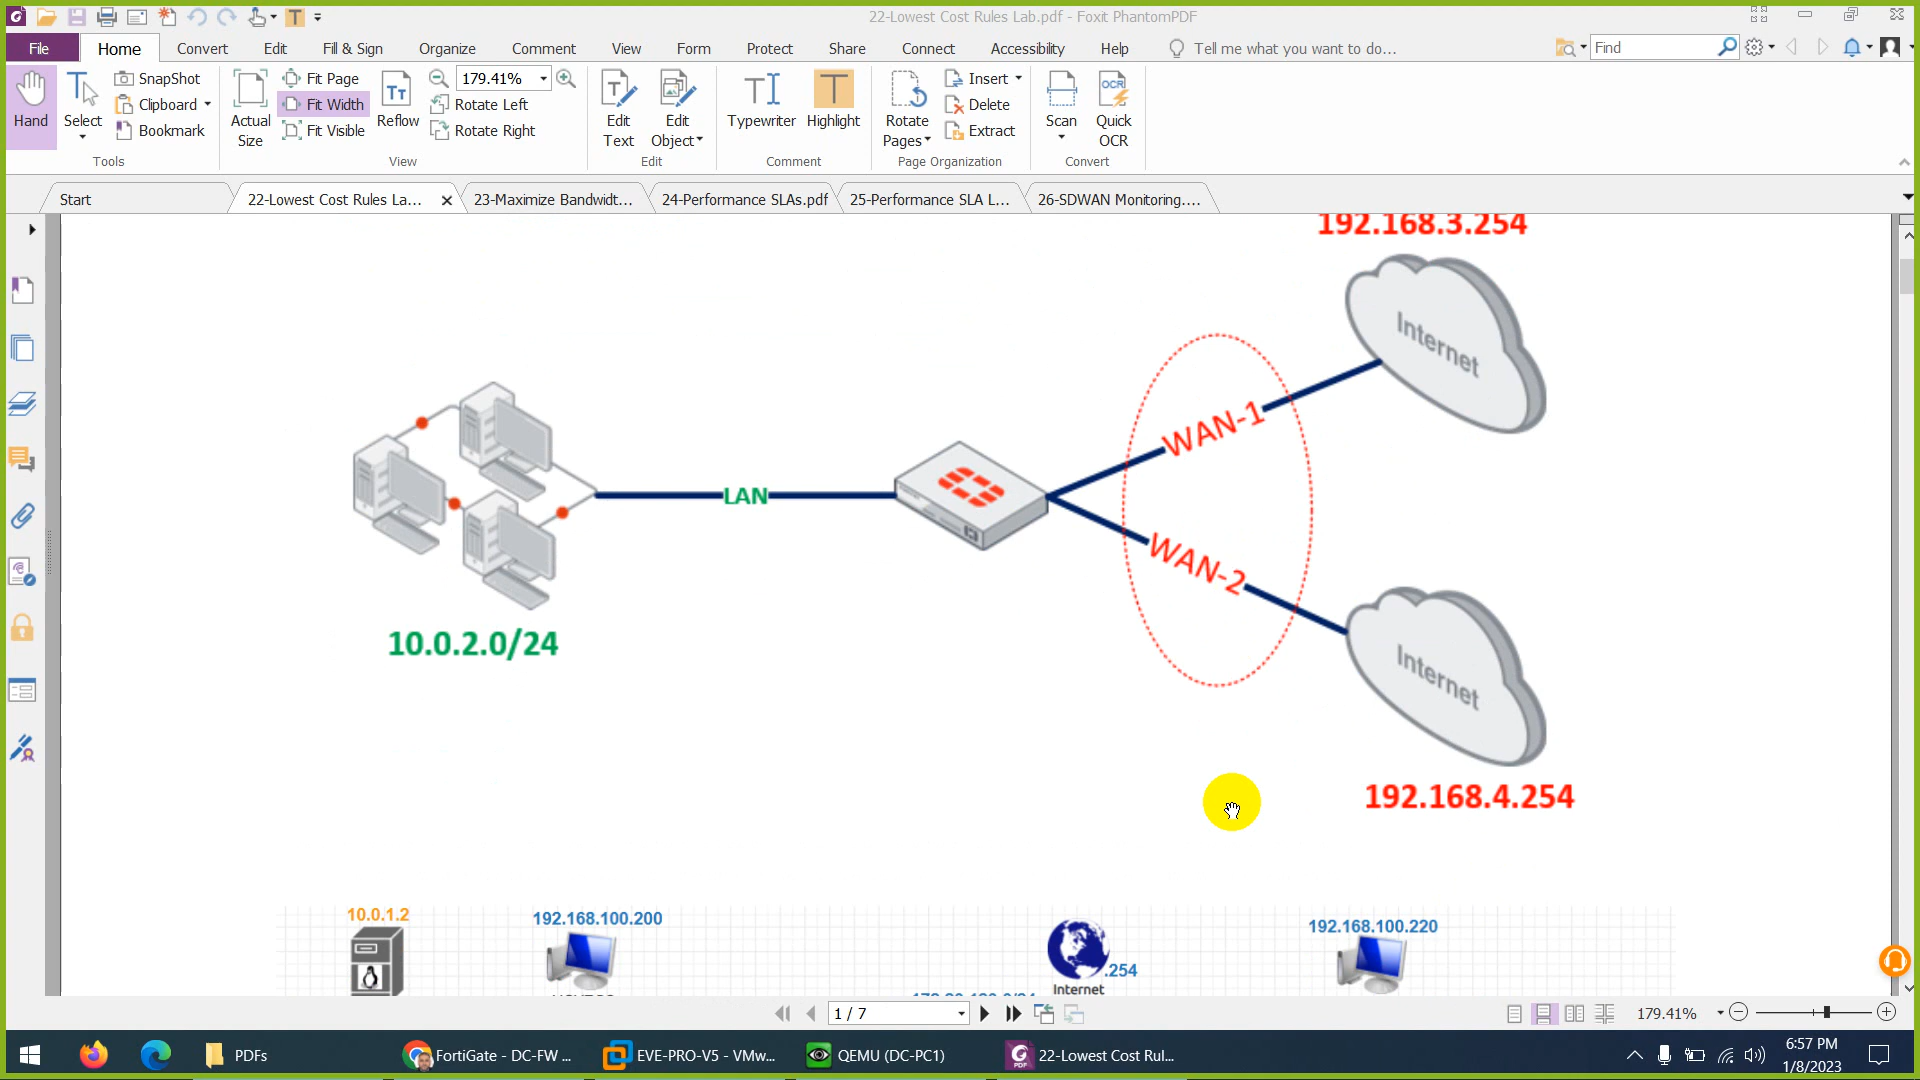 22-Lowest Cost Rules Lab.pdf - Foxit PhantomPDF
File
Home
Convert
Edit
Fill & Sign
Organize
Comment
View
Form
Protect
Share
Connect
Accessibility
Help
Tell me what you want to do...
Find
Hand
Select
SnapShot
Clipboard
Bookmark
Tools
Actual Size
Fit Page
Fit Width
Fit Visible
Reflow
179.41%
Rotate Left
Rotate Right
View
Edit Text
Edit Object
Edit
Typewriter
Highlight
Comment
Rotate Pages
Insert
Delete
Extract
Page Organization
Scan
Quick OCR
Convert
Start
22-Lowest Cost Rules La...
23-Maximize Bandwidt...
24-Performance SLAs.pdf
25-Performance SLA L...
26-SDWAN Monitoring....
192.168.3.254
Internet
WAN-1
LAN
WAN-2
Internet
10.0.2.0/24
192.168.4.254
10.0.1.2
192.168.100.200
192.168.100.220
.254
Internet
1 / 7
179.41%
PDFs
FortiGate - DC-FW ...
EVE-PRO-V5 - VMw...
QEMU (DC-PC1)
22-Lowest Cost Rul...
6:57 PM
1/8/2023